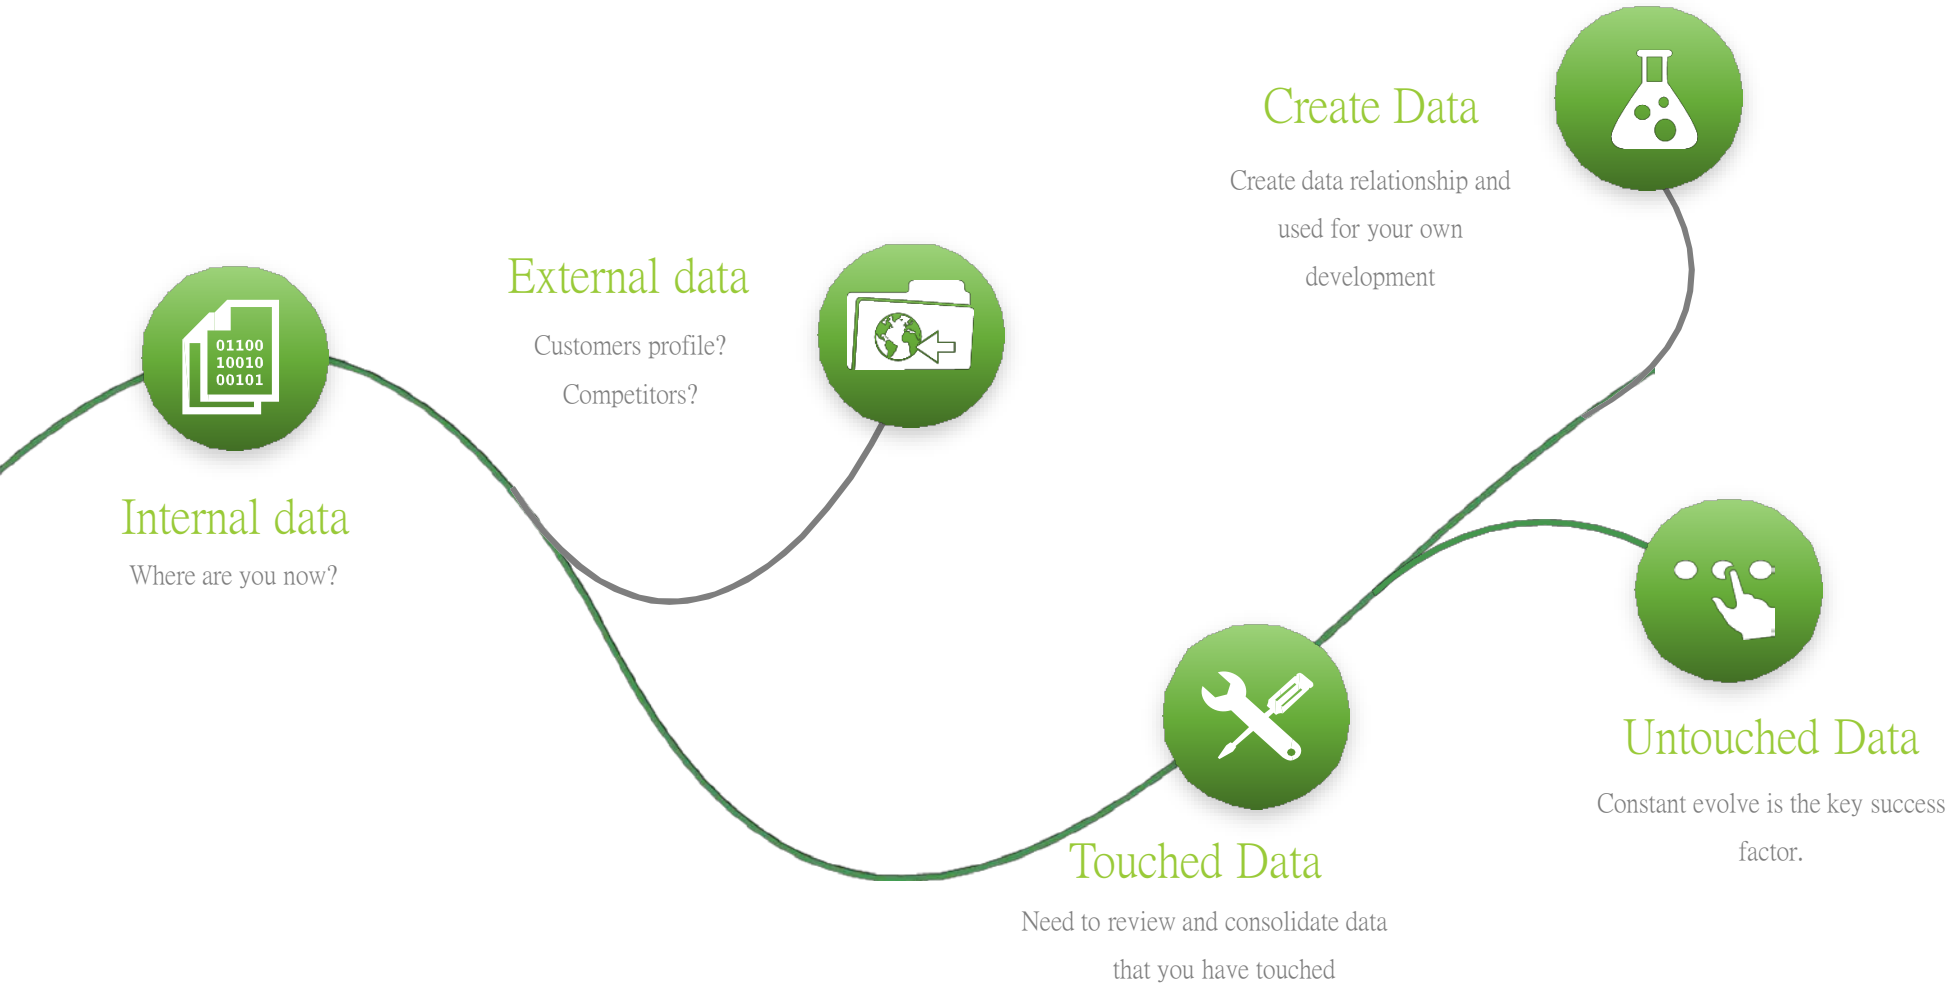 Create Data
Create data relationship and
used for your own
development
External data
Customers profile?
Competitors?
01100
10010
00101
Internal data
Where are you now?
Untouched Data
Constant evolve is the key success
factor.
Touched Data
Need to review and consolidate data
that you have touched